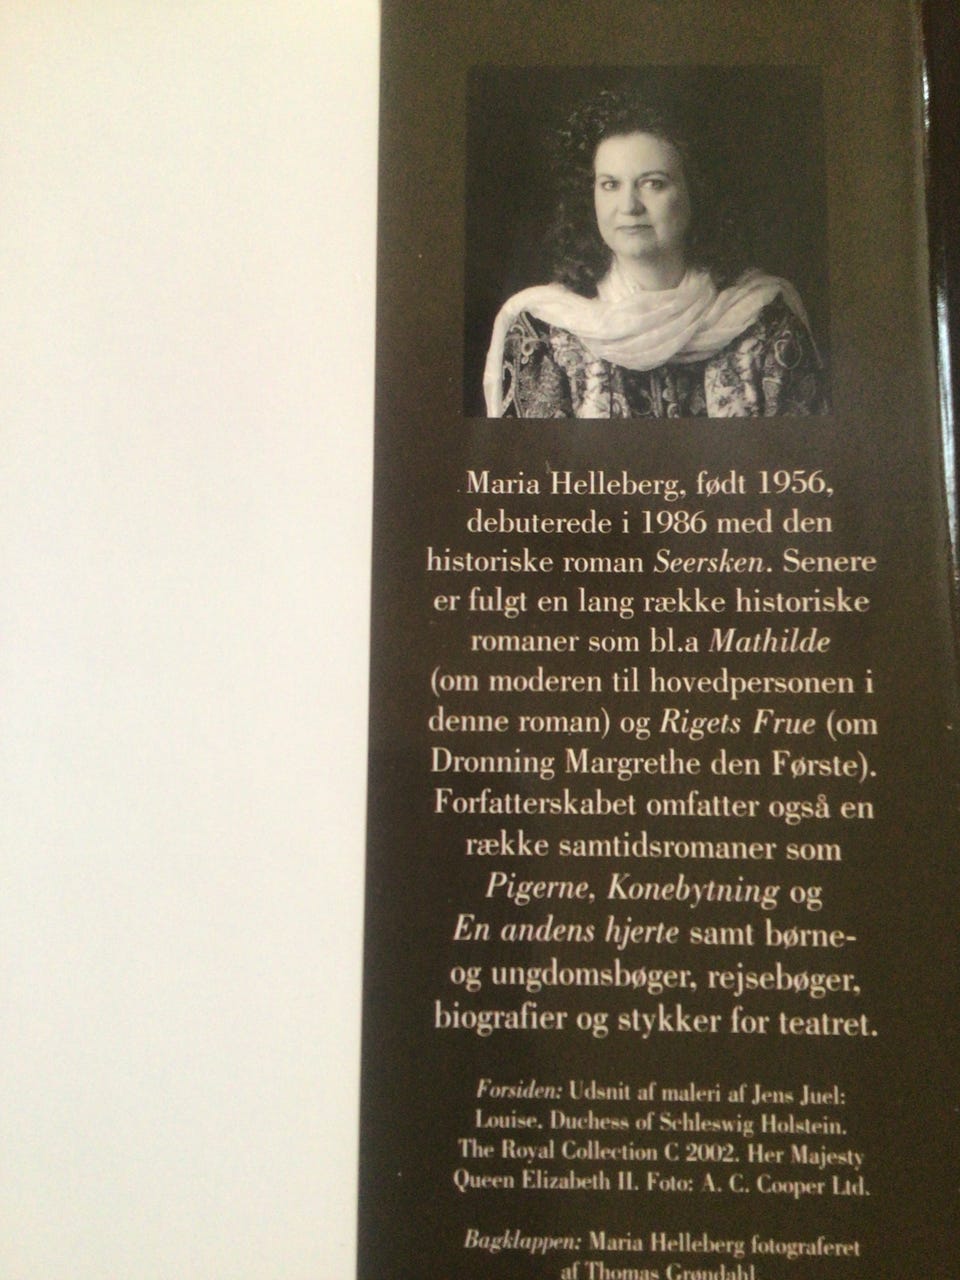 Maria Helleberg, født 1956,
debuterede i 1986 med den
historiske roman Seersken. Senere
er fulgt en lang række historiske
romaner som bl.a Mathilde
(om moderen til hovedpersonen i
denne roman) og Rigets Frue (om
Dronning Margrethe den Første).
Forfatterskabet omfatter også en
række samtidsromaner som
Pigerne, Konebytning og
En andens hjerte samt børne-
og ungdomsbøger, rejsebøger,
biografier og stykker for teatret.
Forsiden: Udsnit af maleri af Jens Juel:
Louise, Duchess of Schleswig Holstein.
The Royal Collection C 2002. Her Majesty
Queen Elizabeth II. Foto: A. C. Cooper Ltd.
Bagklappen: Maria Helleberg fotograferet
af Thomas Grøndahl